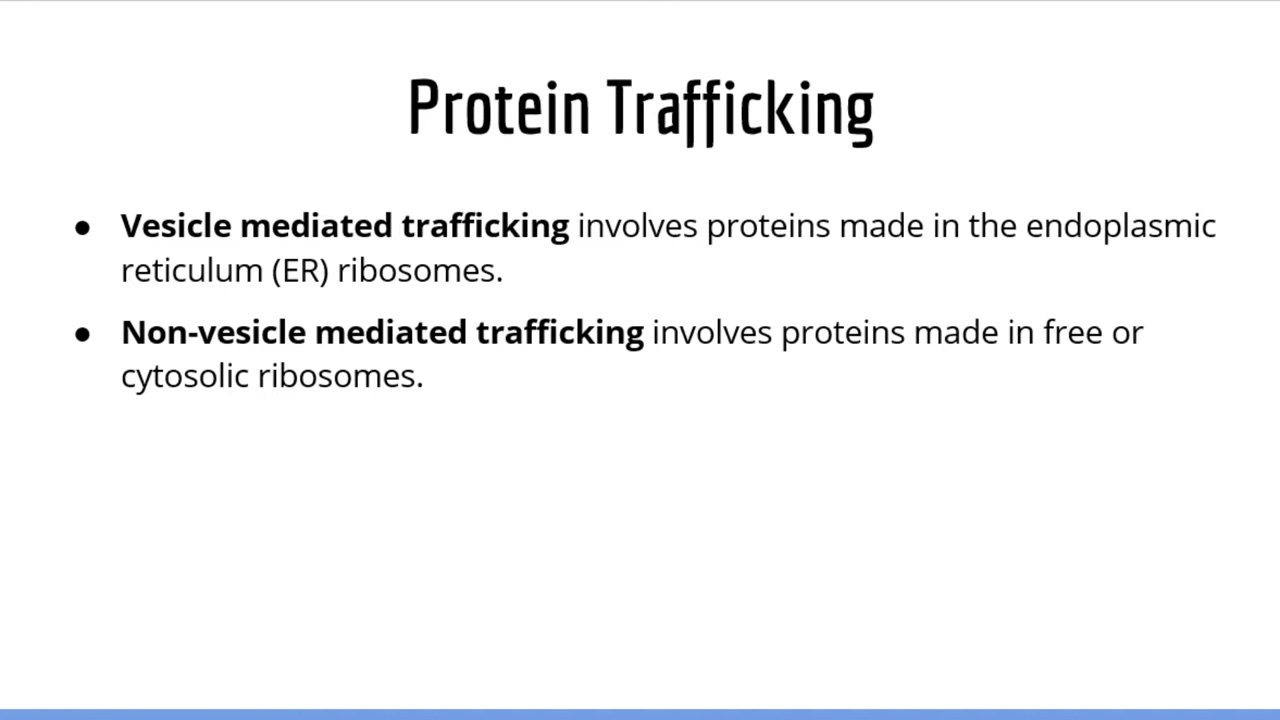 Protein Trafficking
● Vesicle mediated trafficking involves proteins made in the endoplasmic
reticulum (ER) ribosomes.
● Non-vesicle mediated trafficking involves proteins made in free or
cytosolic ribosomes.